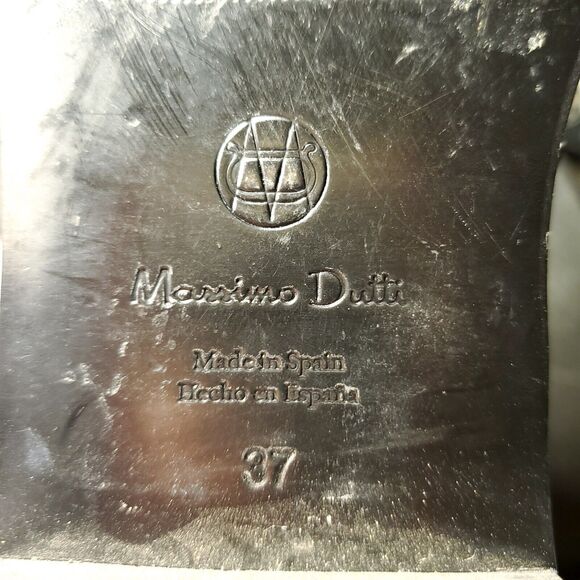 Massimo Dutti
Made in Spain
Hecho en España
37